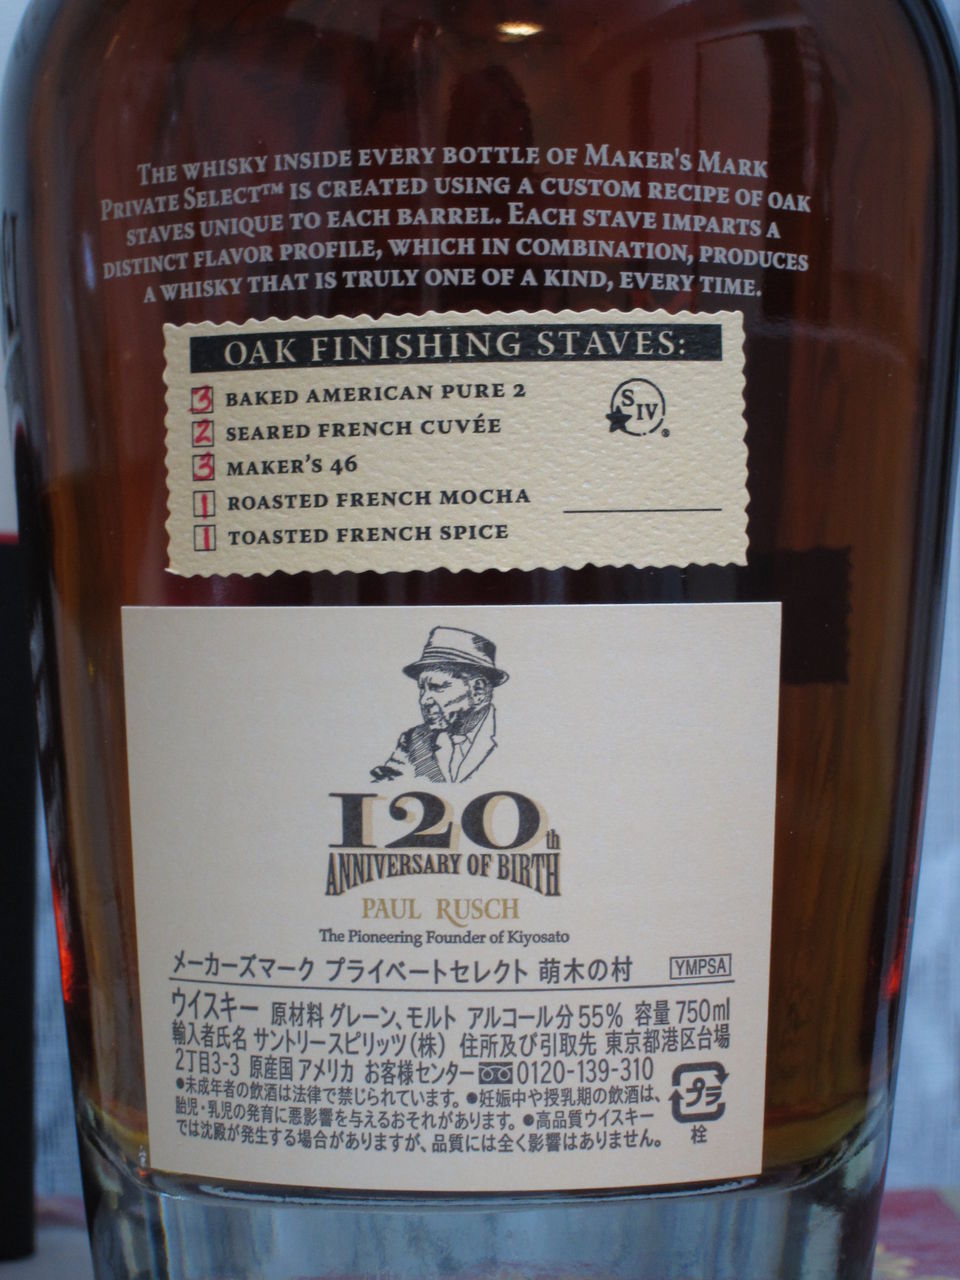 THE WHISKY INSIDE EVERY BOTTLE OF MAKER'S MARK
PRIVATE SELECT™ IS CREATED USING A CUSTOM RECIPE OF OAK
STAVES UNIQUE TO EACH BARREL. EACH STAVE IMPARTS A
DISTINCT FLAVOR PROFILE, WHICH IN COMBINATION, PRODUCES
A WHISKY THAT IS TRULY ONE OF A KIND, EVERY TIME.
OAK FINISHING STAVES:
3 BAKED AMERICAN PURE 2
2 SEARED FRENCH CUVÉE
3 MAKER'S 46
1 ROASTED FRENCH MOCHA
1 TOASTED FRENCH SPICE
S IV ®
120th
ANNIVERSARY OF BIRTH
PAUL RUSCH
The Pioneering Founder of Kiyosato
メーカーズマーク プライベートセレクト 萌木の村 YMPSA
ウイスキー 原材料 グレーン、モルト アルコール分55% 容量 750ml
輸入者氏名 サントリースピリッツ(株) 住所及び引取先 東京都港区台場
2丁目3-3 原産国 アメリカ お客様センター 0120-139-310
●未成年者の飲酒は法律で禁じられています。●妊娠中や授乳期の飲酒は、
胎児・乳児の発育に悪影響を与えるおそれがあります。●高品質ウイスキー
では沈殿が発生する場合がありますが、品質には全く影響はありません。
プラ
栓